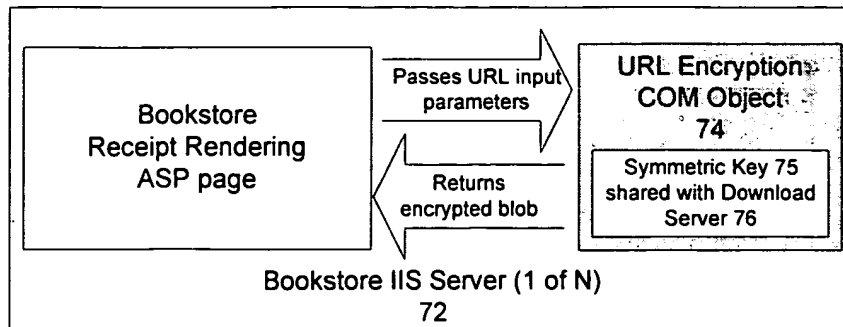 Bookstore
Receipt Rendering
ASP page
Passes URL input
parameters
Returns
encrypted blob
URL Encryption
COM Object
74
Symmetric Key 75
shared with Download
Server 76
Bookstore IIS Server (1 of N)
72